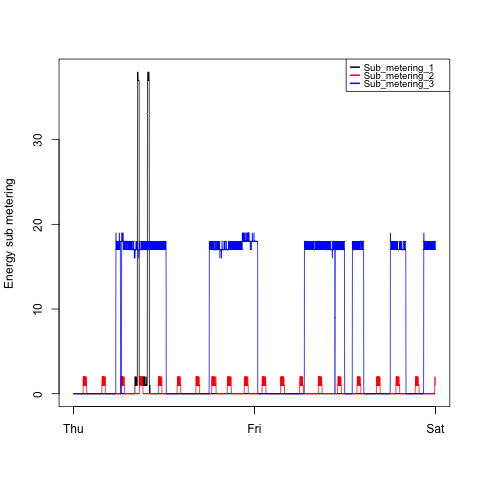 Sub_metering_1
Sub_metering_2
Sub_metering_3
Energy sub metering
30
20
10
0
Thu Fri Sat